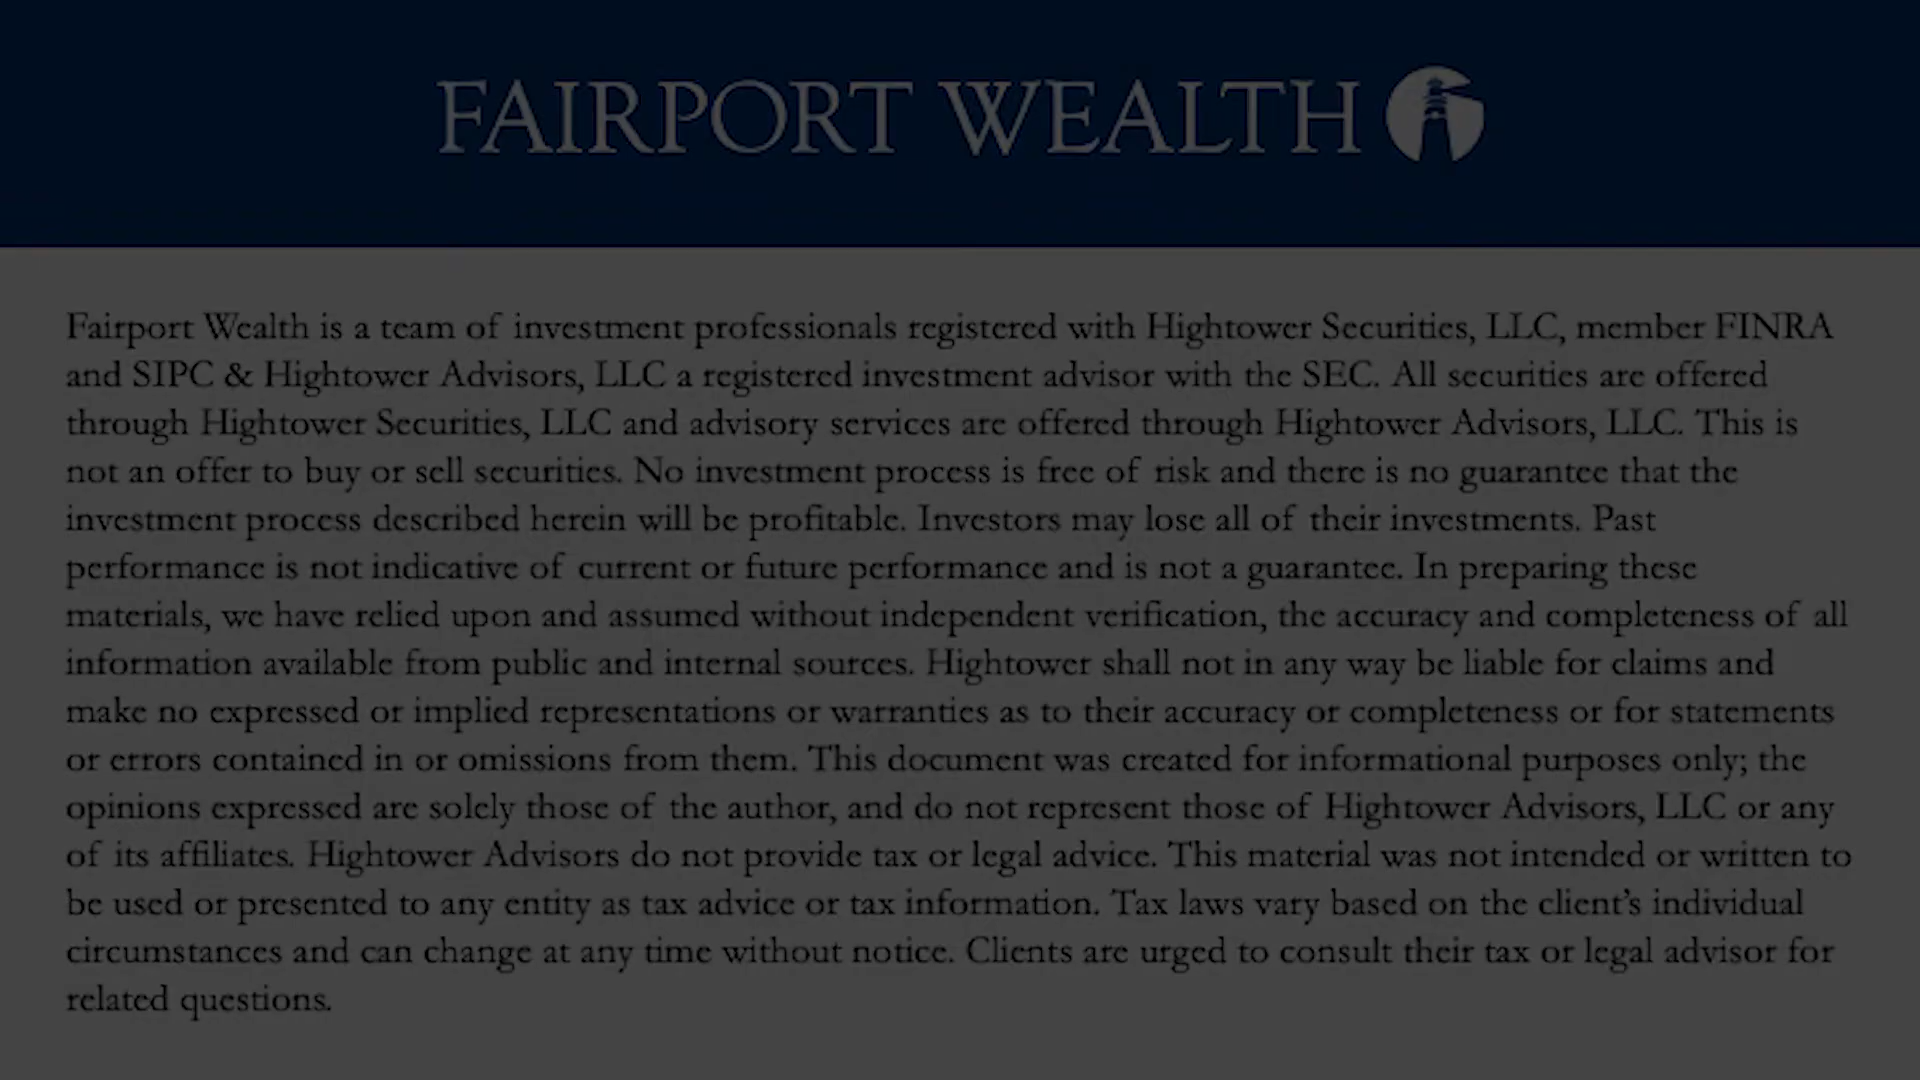 FAIRPORT WEALTH
Fairport Wealth is a team of investment professionals registered with Hightower Securities, LLC, member FINRA
and SIPC & Hightower Advisors, LLC a registered investment advisor with the SEC. All securities are offered
through Hightower Securities, LLC and advisory services are offered through Hightower Advisors, LLC. This is
not an offer to buy or sell securities. No investment process is free of risk and there is no guarantee that the
investment process described herein will be profitable. Investors may lose all of their investments. Past
performance is not indicative of current or future performance and is not a guarantee. In preparing these
materials, we have relied upon and assumed without independent verification, the accuracy and completeness of all
information available from public and internal sources. Hightower shall not in any way be liable for claims and
make no expressed or implied representations or warranties as to their accuracy or completeness or for statements
or errors contained in or omissions from them. This document was created for informational purposes only; the
opinions expressed are solely those of the author, and do not represent those of Hightower Advisors, LLC or any
of its affiliates. Hightower Advisors do not provide tax or legal advice. This material was not intended or written to
be used or presented to any entity as tax advice or tax information. Tax laws vary based on the client’s individual
circumstances and can change at any time without notice. Clients are urged to consult their tax or legal advisor for
related questions.